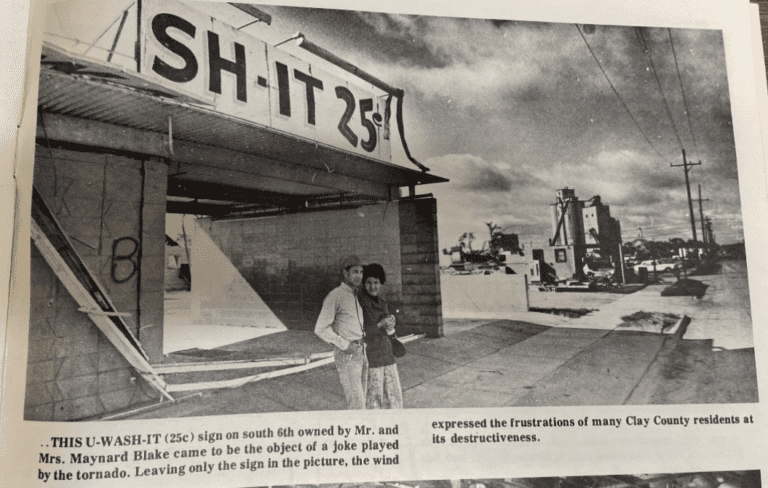 SH-IT 25¢
B
..THIS U-WASH-IT (25c) sign on south 6th owned by Mr. and
Mrs. Maynard Blake came to be the object of a joke played
by the tornado. Leaving only the sign in the picture, the wind
expressed the frustrations of many Clay County residents at
its destructiveness.